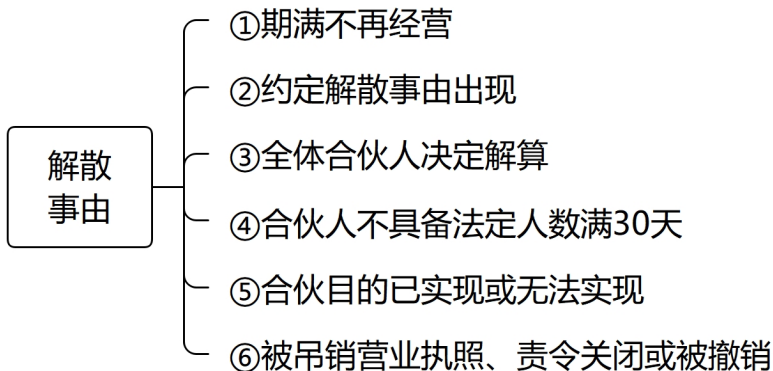 解散
事由
①期满不再经营
②约定解散事由出现
③全体合伙人决定解算
④合伙人不具备法定人数满30天
⑤合伙目的已实现或无法实现
⑥被吊销营业执照、责令关闭或被撤销